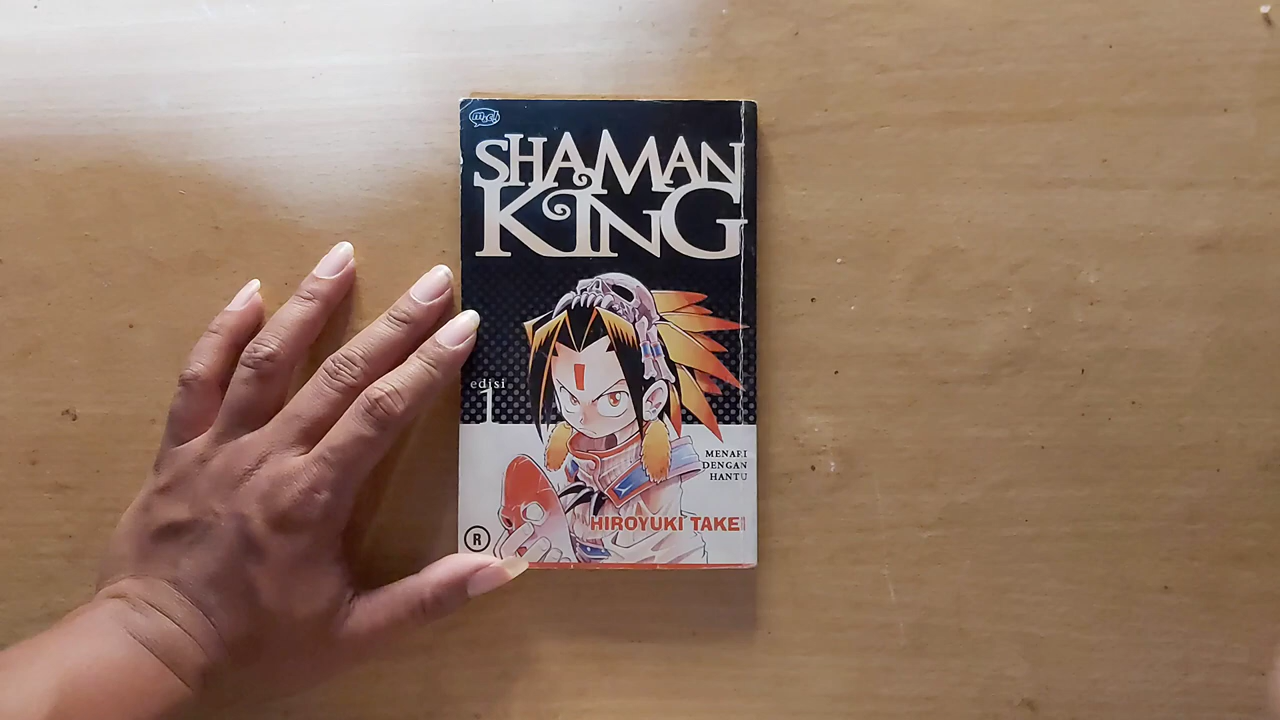 m&c!
SHAMAN
KING
edisi
1
MENARI
DENGAN
HANTU
HIROYUKI TAKEI
R